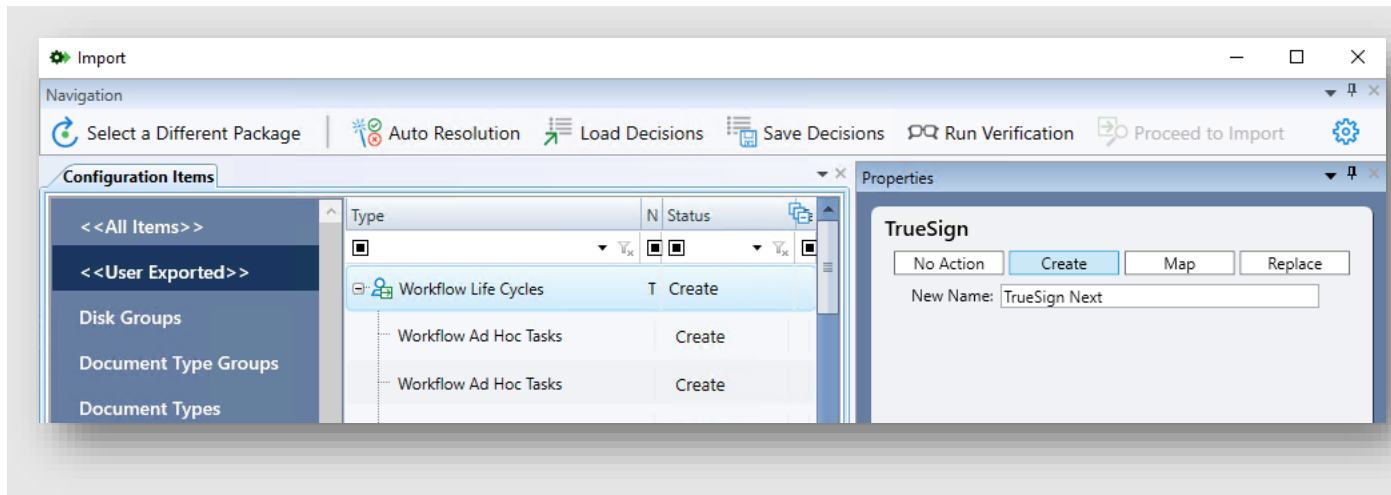 Import
Navigation
Select a Different Package
Auto Resolution
Load Decisions
Save Decisions
Run Verification
Proceed to Import
Configuration Items
Properties
<<All Items>>
<<User Exported>>
Disk Groups
Document Type Groups
Document Types
Type N Status
Workflow Life Cycles T Create
Workflow Ad Hoc Tasks Create
Workflow Ad Hoc Tasks Create
TrueSign
No Action Create Map Replace
New Name: TrueSign Next